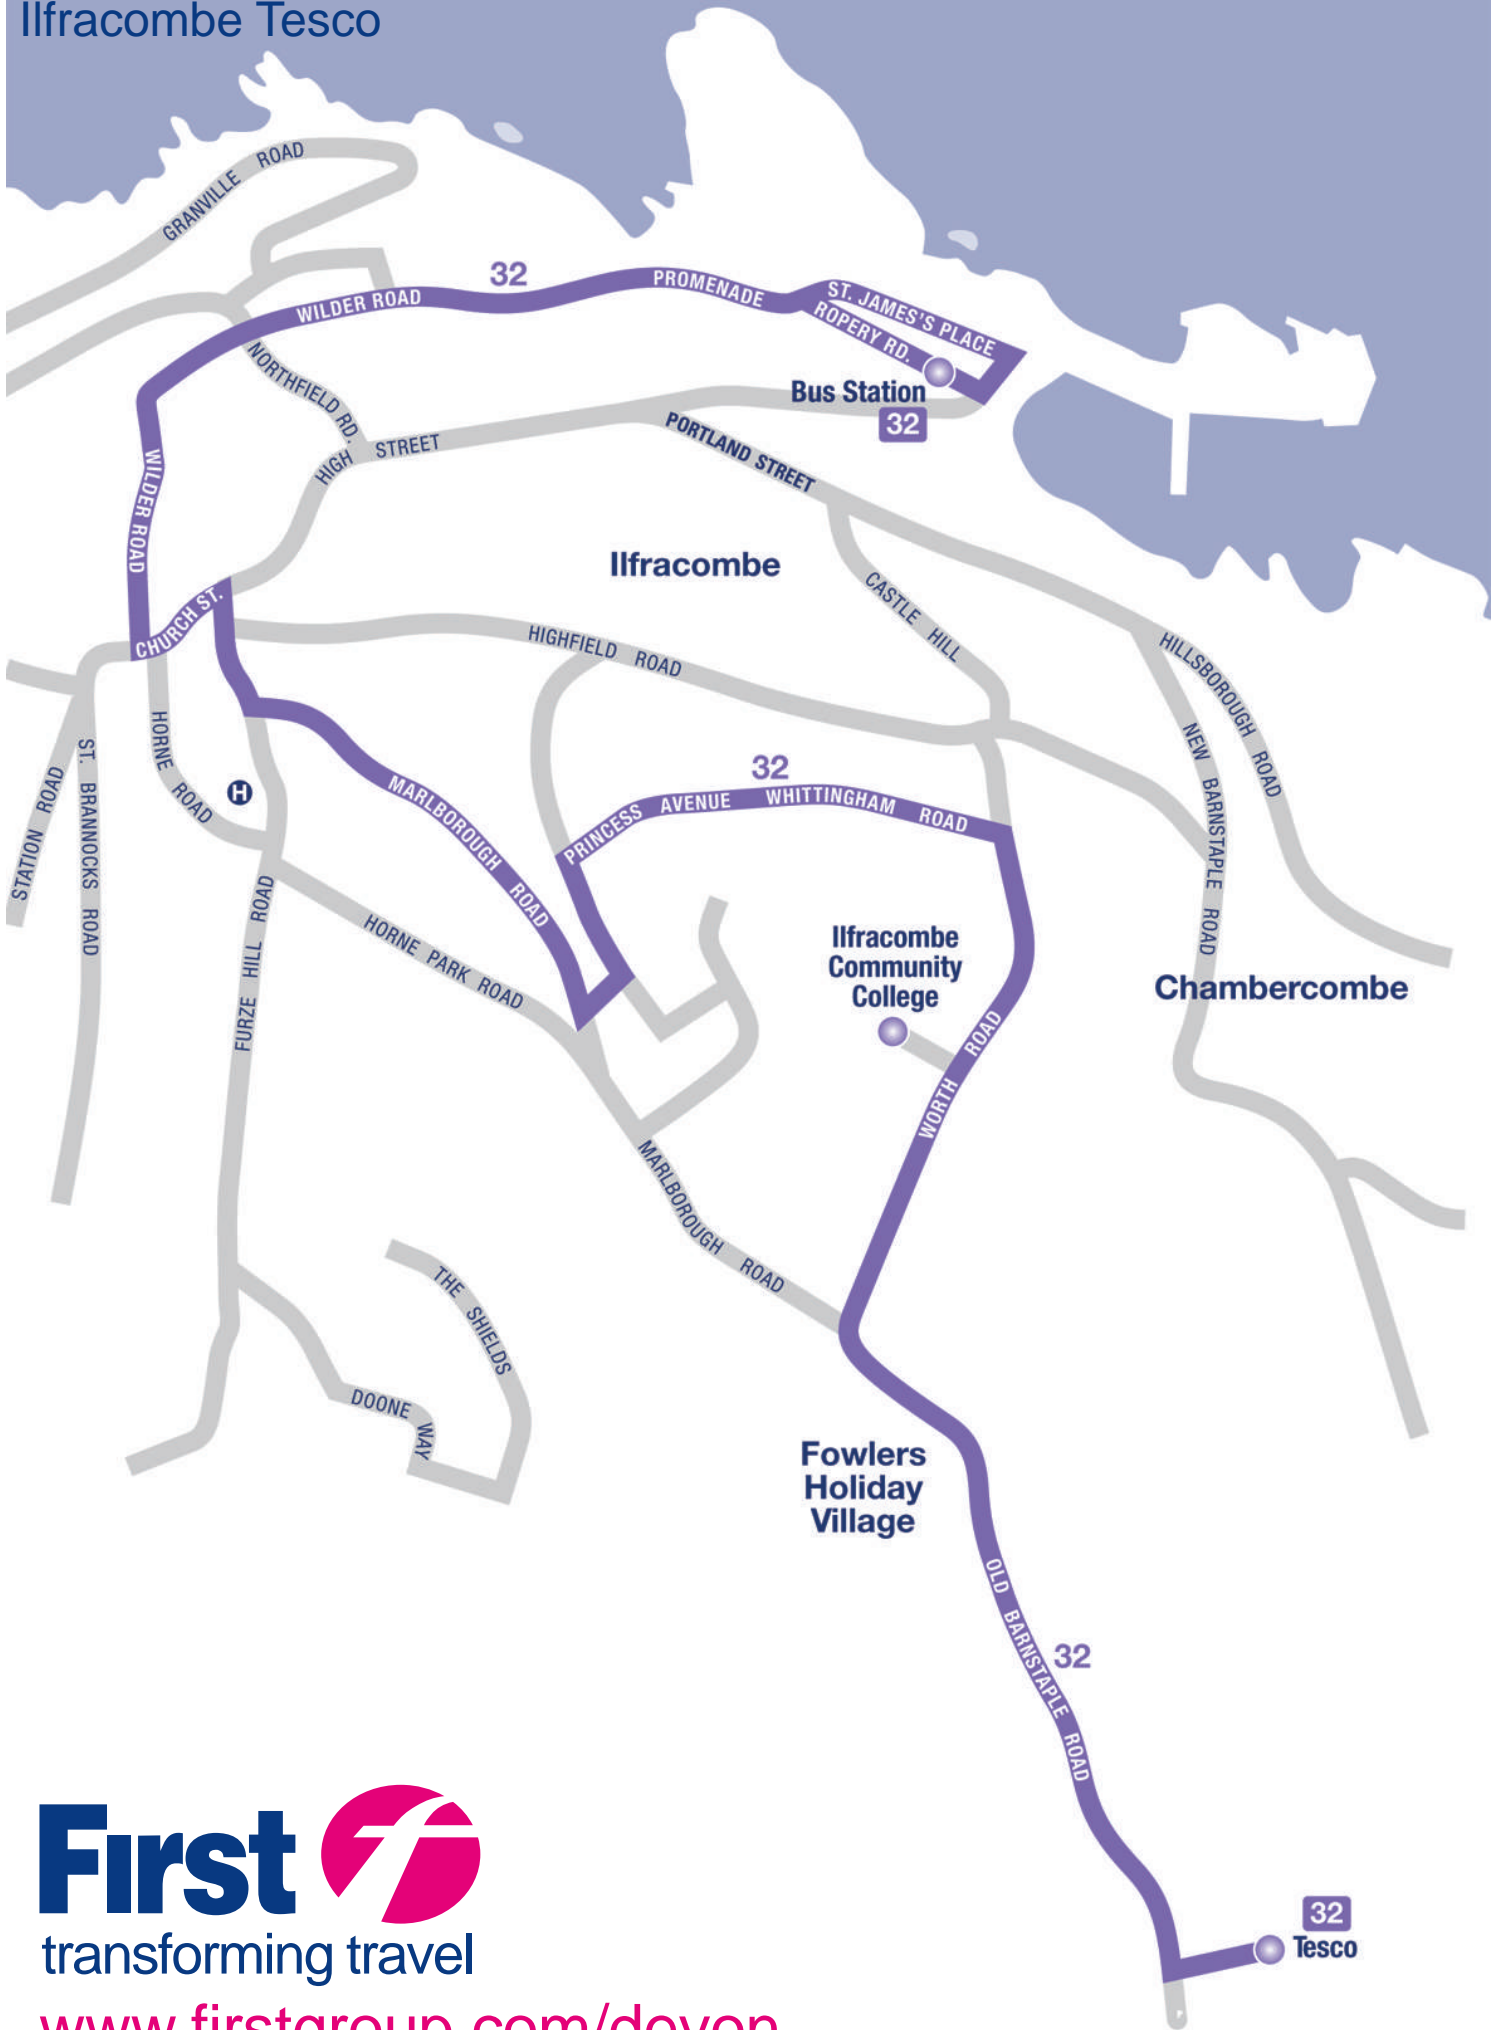 Ilfracombe Tesco
GRANVILLE ROAD
32
WILDER ROAD
PROMENADE
ST. JAMES'S PLACE
ROPERY RD.
Bus Station
32
NORTHFIELD RD.
HIGH STREET
PORTLAND STREET
WILDER ROAD
Ilfracombe
CASTLE HILL
CHURCH ST.
HIGHFIELD ROAD
HILLSBOROUGH ROAD
NEW BARNSTAPLE ROAD
HORNE ROAD
ST. BRANNOCKS ROAD
STATION ROAD
H
32
MARLBOROUGH ROAD
PRINCESS AVENUE
WHITTINGHAM ROAD
FURZE HILL ROAD
HORNE PARK ROAD
Ilfracombe
Community
College
Chambercombe
WORTH ROAD
MARLBOROUGH ROAD
THE SHIELDS
DOONE WAY
Fowlers
Holiday
Village
OLD BARNSTAPLE ROAD
32
32
Tesco
First
transforming travel
www.firstgroup.com/devon